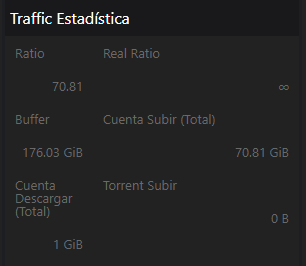 Traffic Estadística
Ratio
Real Ratio
70.81
∞
Buffer
Cuenta Subir (Total)
176.03 GiB
70.81 GiB
Cuenta
Descargar
(Total)
Torrent Subir
1 GiB
0 B